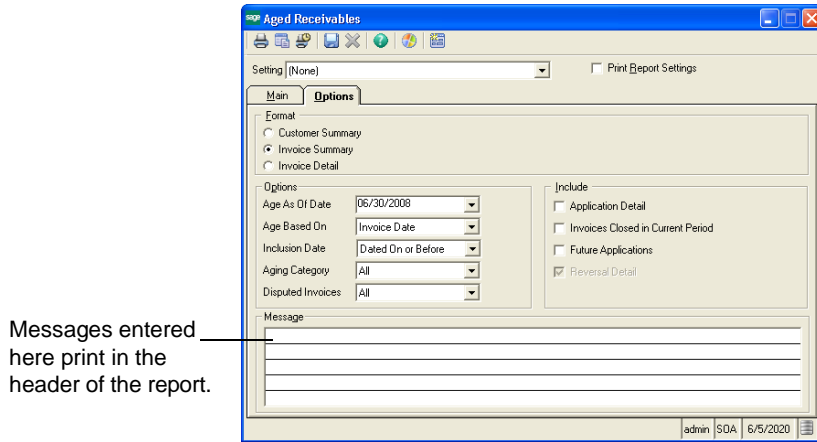 sage Aged Receivables
Setting (None)
Print Report Settings
Main
Options
Format
Customer Summary
Invoice Summary
Invoice Detail
Options
Age As Of Date 06/30/2008
Age Based On Invoice Date
Inclusion Date Dated On or Before
Aging Category All
Disputed Invoices All
Include
Application Detail
Invoices Closed in Current Period
Future Applications
Reversal Detail
Message
Messages entered
here print in the
header of the report.
admin SOA 6/5/2020